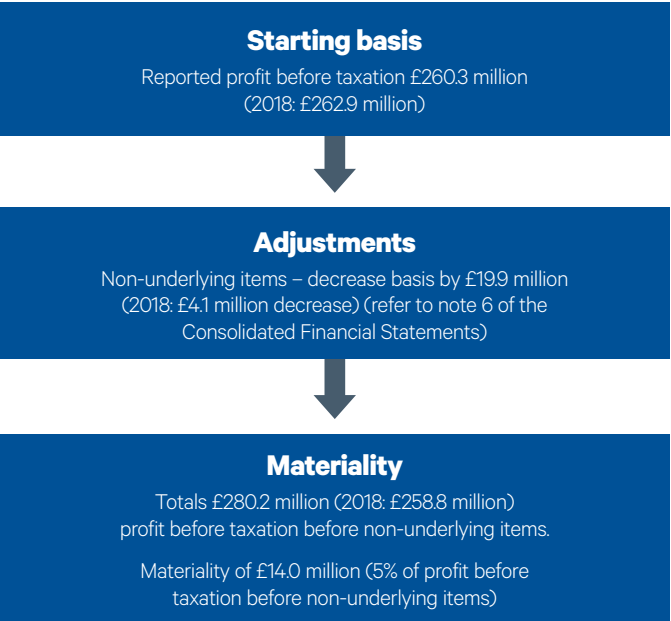 Starting basis
Reported profit before taxation £260.3 million
(2018: £262.9 million)
Adjustments
Non-underlying items – decrease basis by £19.9 million
(2018: £4.1 million decrease) (refer to note 6 of the
Consolidated Financial Statements)
Materiality
Totals £280.2 million (2018: £258.8 million)
profit before taxation before non-underlying items.
Materiality of £14.0 million (5% of profit before
taxation before non-underlying items)